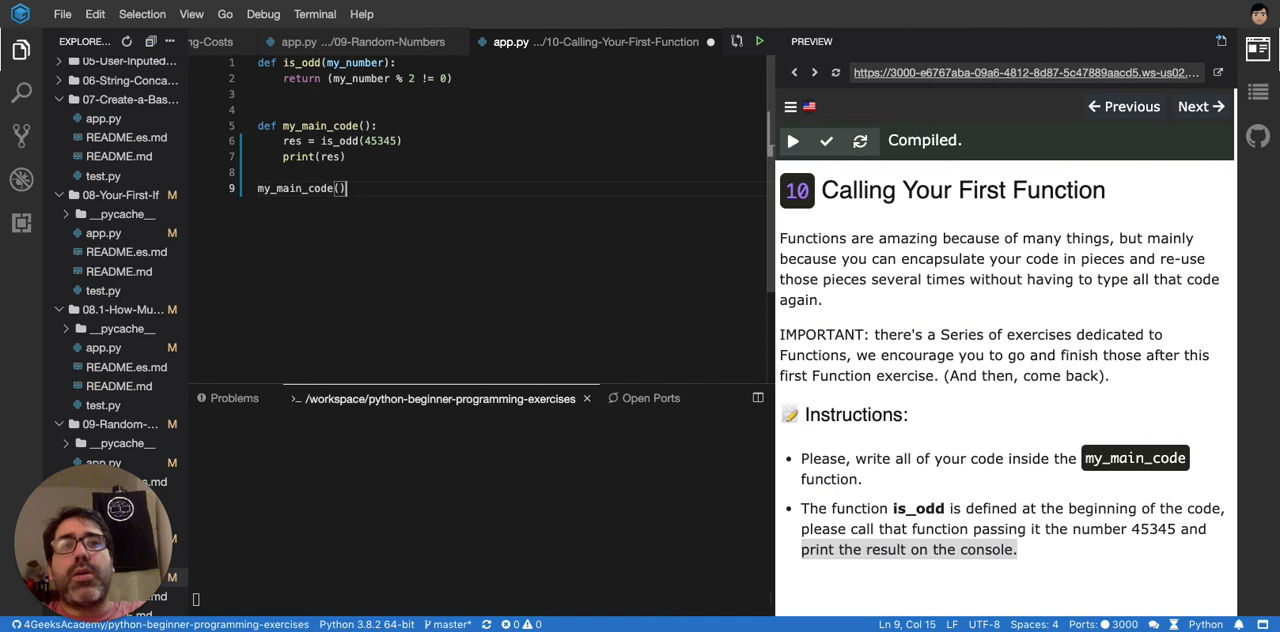 File Edit Selection View Go Debug Terminal Help
EXPLORE...
05-User-Inputed...
06-String-Conca...
07-Create-a-Bas...
app.py
README.es.md
README.md
test.py
08-Your-First-If M
__pycache__
app.py M
README.es.md
README.md
test.py
08.1-How-Mu... M
__pycache__
app.py M
README.es.md
README.md
test.py
09-Random-... M
__pycache__
app.py M
.md
M
md
ng-Costs app.py .../09-Random-Numbers app.py .../10-Calling-Your-First-Function
1 def is_odd(my_number):
2 return (my_number % 2 != 0)
3
4
5 def my_main_code():
6 res = is_odd(45345)
7 print(res)
8
9 my_main_code()
Problems >_ /workspace/python-beginner-programming-exercises × Open Ports
PREVIEW
https://3000-e6767aba-09a6-4812-8d87-5c47889aacd5.ws-us02....
Previous Next
Compiled.
10 Calling Your First Function
Functions are amazing because of many things, but mainly
because you can encapsulate your code in pieces and re-use
those pieces several times without having to type all that code
again.
IMPORTANT: there's a Series of exercises dedicated to
Functions, we encourage you to go and finish those after this
first Function exercise. (And then, come back).
📝 Instructions:
• Please, write all of your code inside the my_main_code
function.
• The function is_odd is defined at the beginning of the code,
please call that function passing it the number 45345 and
print the result on the console.
4GeeksAcademy/python-beginner-programming-exercises Python 3.8.2 64-bit master* 0 0 Ln 9, Col 15 LF UTF-8 Spaces: 4 Ports: 3000 Python